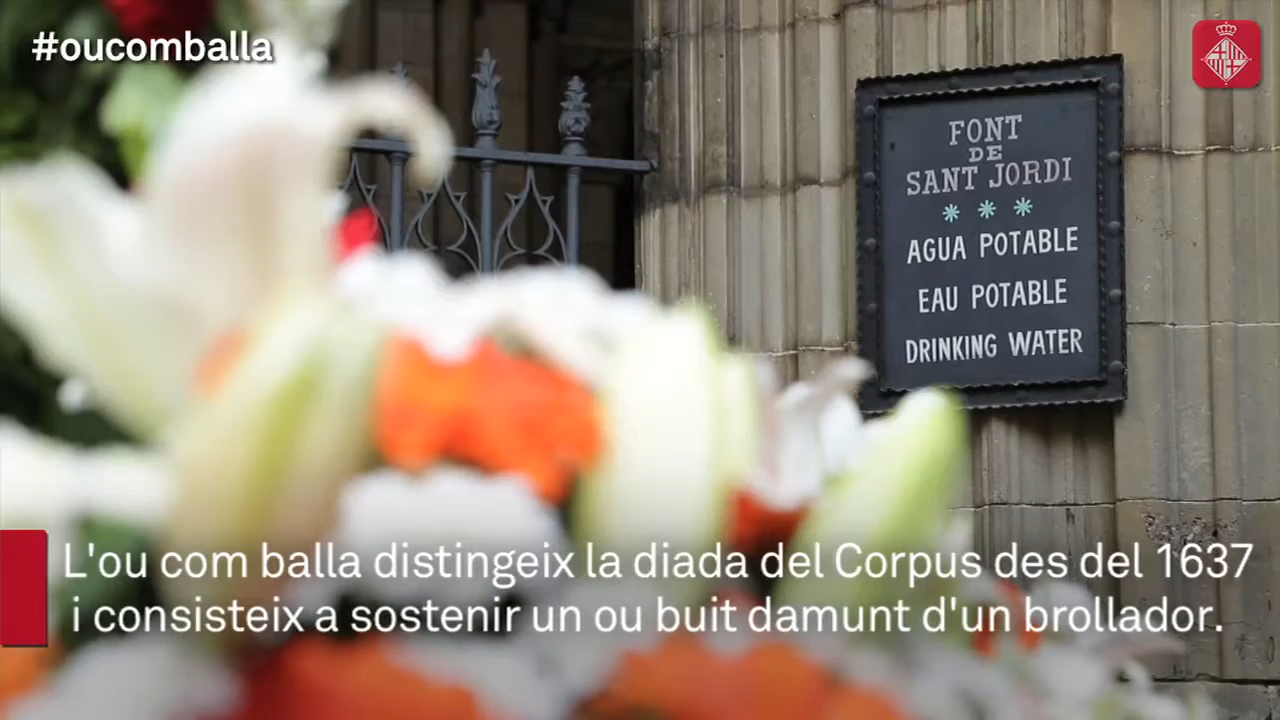 #oucomballa
FONT
DE
SANT JORDI
AGUA POTABLE
EAU POTABLE
DRINKING WATER
L'ou com balla distingeix la diada del Corpus des del 1637
i consisteix a sostenir un ou buit damunt d'un brollador.